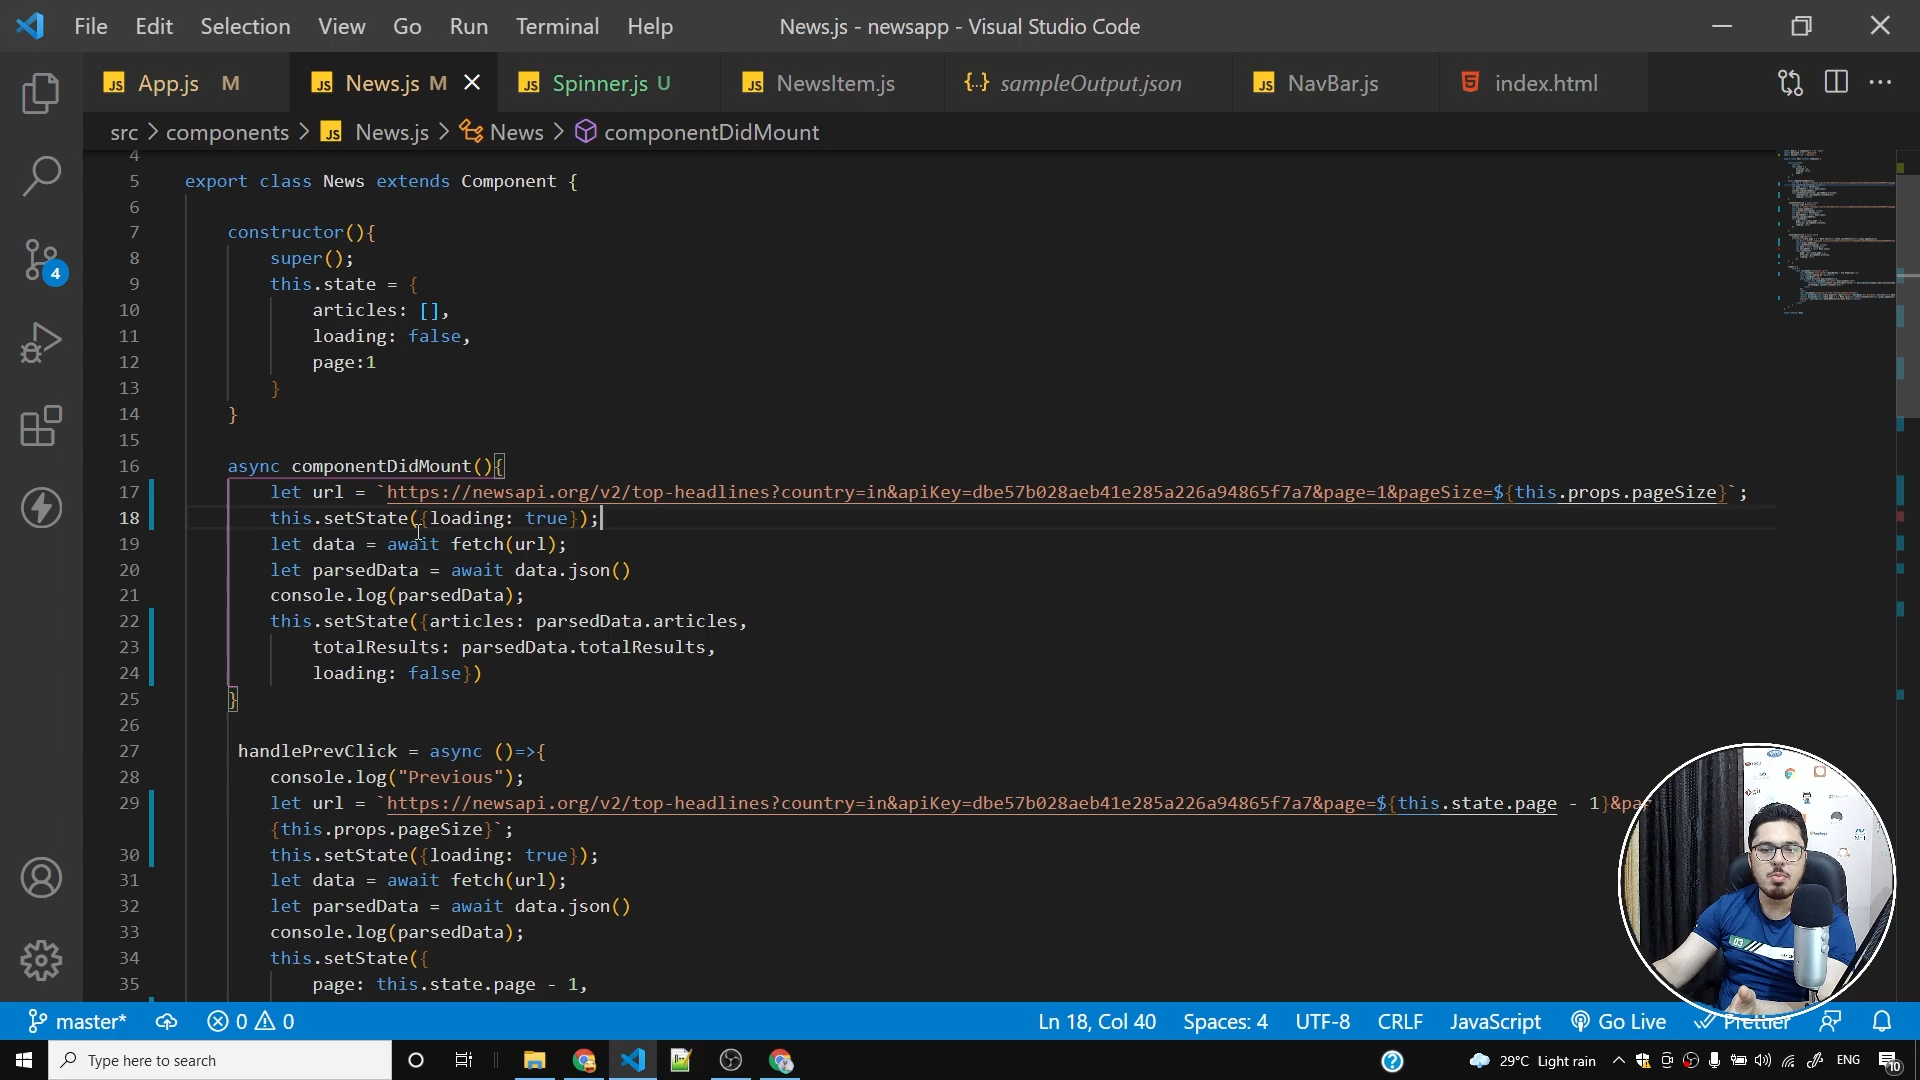 File Edit Selection View Go Run Terminal Help News.js - newsapp - Visual Studio Code
JS App.js M JS News.js M JS Spinner.js U JS NewsItem.js {··} sampleOutput.json JS NavBar.js index.html
src > components > JS News.js > News > componentDidMount
4
5 export class News extends Component {
6
7 constructor(){
8 super();
9 this.state = {
10 articles: [],
11 loading: false,
12 page:1
13 }
14 }
15
16 async componentDidMount(){
17 let url = `https://newsapi.org/v2/top-headlines?country=in&apiKey=dbe57b028aeb41e285a226a94865f7a7&page=1&pageSize=${this.props.pageSize}`;
18 this.setState({loading: true});
19 let data = await fetch(url);
20 let parsedData = await data.json()
21 console.log(parsedData);
22 this.setState({articles: parsedData.articles,
23 totalResults: parsedData.totalResults,
24 loading: false})
25 }
26
27 handlePrevClick = async ()=>{
28 console.log("Previous");
29 let url = `https://newsapi.org/v2/top-headlines?country=in&apiKey=dbe57b028aeb41e285a226a94865f7a7&page=${this.state.page - 1}&pa
{this.props.pageSize}`;
30 this.setState({loading: true});
31 let data = await fetch(url);
32 let parsedData = await data.json()
33 console.log(parsedData);
34 this.setState({
35 page: this.state.page - 1,
4
master* 0 0 Ln 18, Col 40 Spaces: 4 UTF-8 CRLF JavaScript Go Live Prettier
Type here to search 29°C Light rain ENG 10